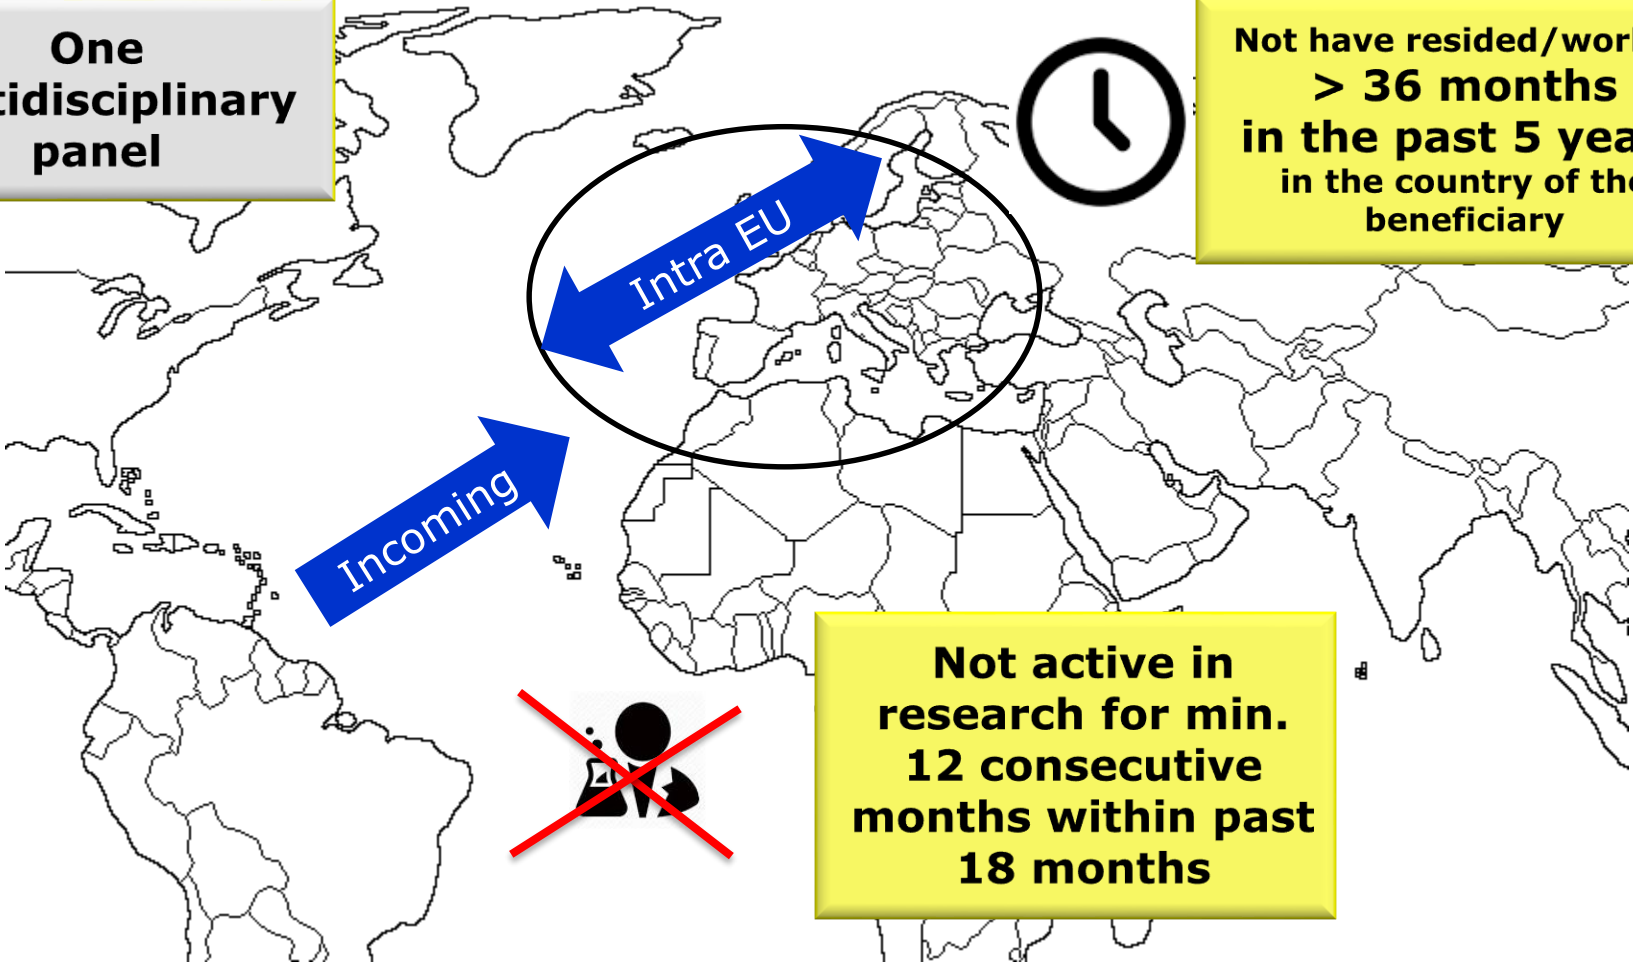 One
tidisciplinary
panel
Not have resided/wor
> 36 months
in the past 5 yea
in the country of the
beneficiary
Intra EU
Incoming
Not active in
research for min.
12 consecutive
months within past
18 months